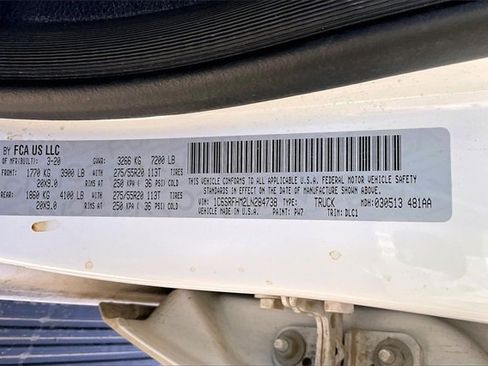 BY FCA US LLC
OF MFR(BUILT): 3-20 GVWR: 3266 KG 7200 LB
FRONT: 1770 KG 3900 LB WITH 275/55R20 113T TIRES
20X9.0 RIMS AT 250 KPA ( 36 PSI) COLD
REAR: 1860 KG 4100 LB WITH 275/55R20 113T TIRES
20X9.0 RIMS AT 250 KPA ( 36 PSI) COLD
THIS VEHICLE CONFORMS TO ALL APPLICABLE U.S.A. FEDERAL MOTOR VEHICLE SAFETY
STANDARDS IN EFFECT ON THE DATE OF MANUFACTURE SHOWN ABOVE.
VIN: 1C6SRFHM2LN284738 TYPE: TRUCK MDH: 030513 481AA
VEHICLE MADE IN U.S.A. PAINT: PW7 TRIM: DLC1